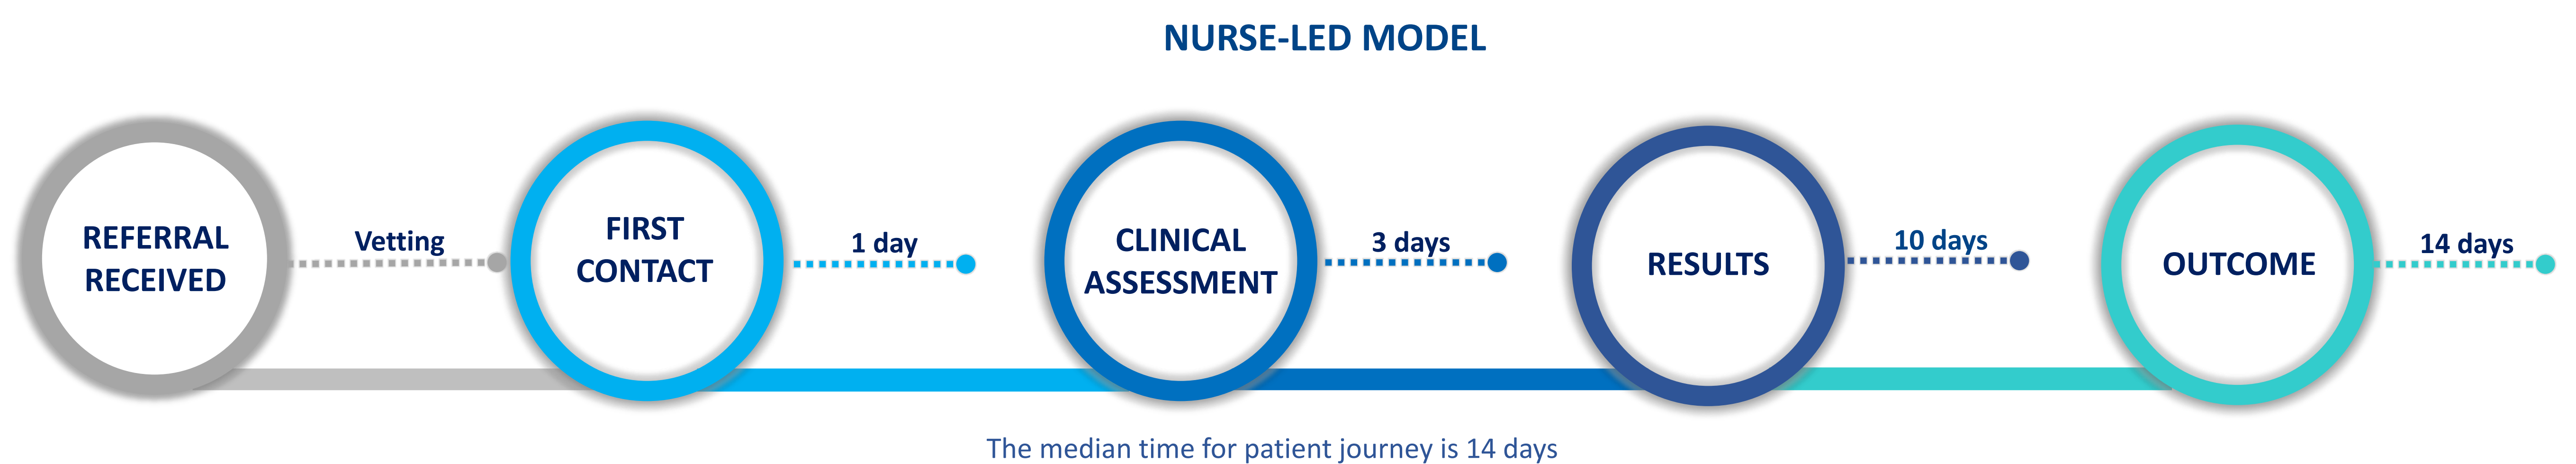 NURSE-LED MODEL
REFERRAL
RECEIVED
Vetting
FIRST
CONTACT
1 day
CLINICAL
ASSESSMENT
3 days
RESULTS
10 days
OUTCOME
14 days
The median time for patient journey is 14 days